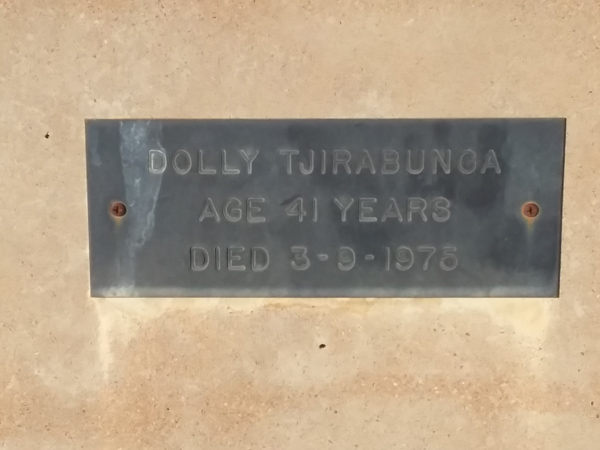 DOLLY TJIRABUNGA
AGE 41 YEARS
DIED 3-9-1975